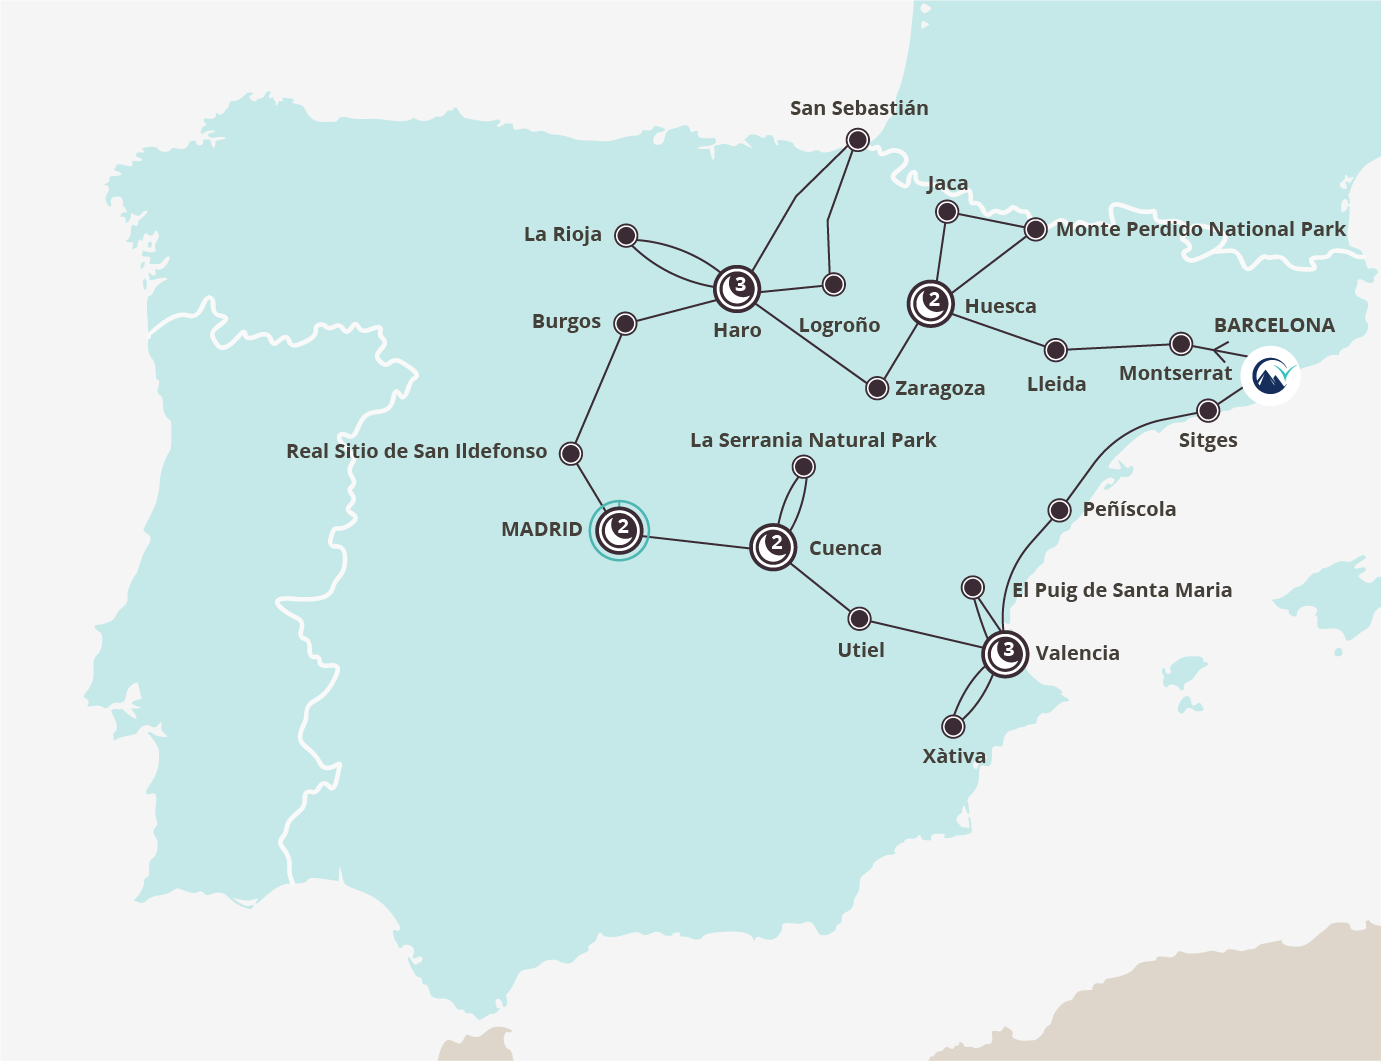 San Sebastián
Jaca
Monte Perdido National Park
La Rioja
3
2
Huesca
Burgos
Haro
Logroño
BARCELONA
Montserrat
Lleida
Zaragoza
Sitges
La Serrania Natural Park
Real Sitio de San Ildefonso
Peñíscola
MADRID
2
2
Cuenca
El Puig de Santa Maria
Utiel
3
Valencia
Xàtiva